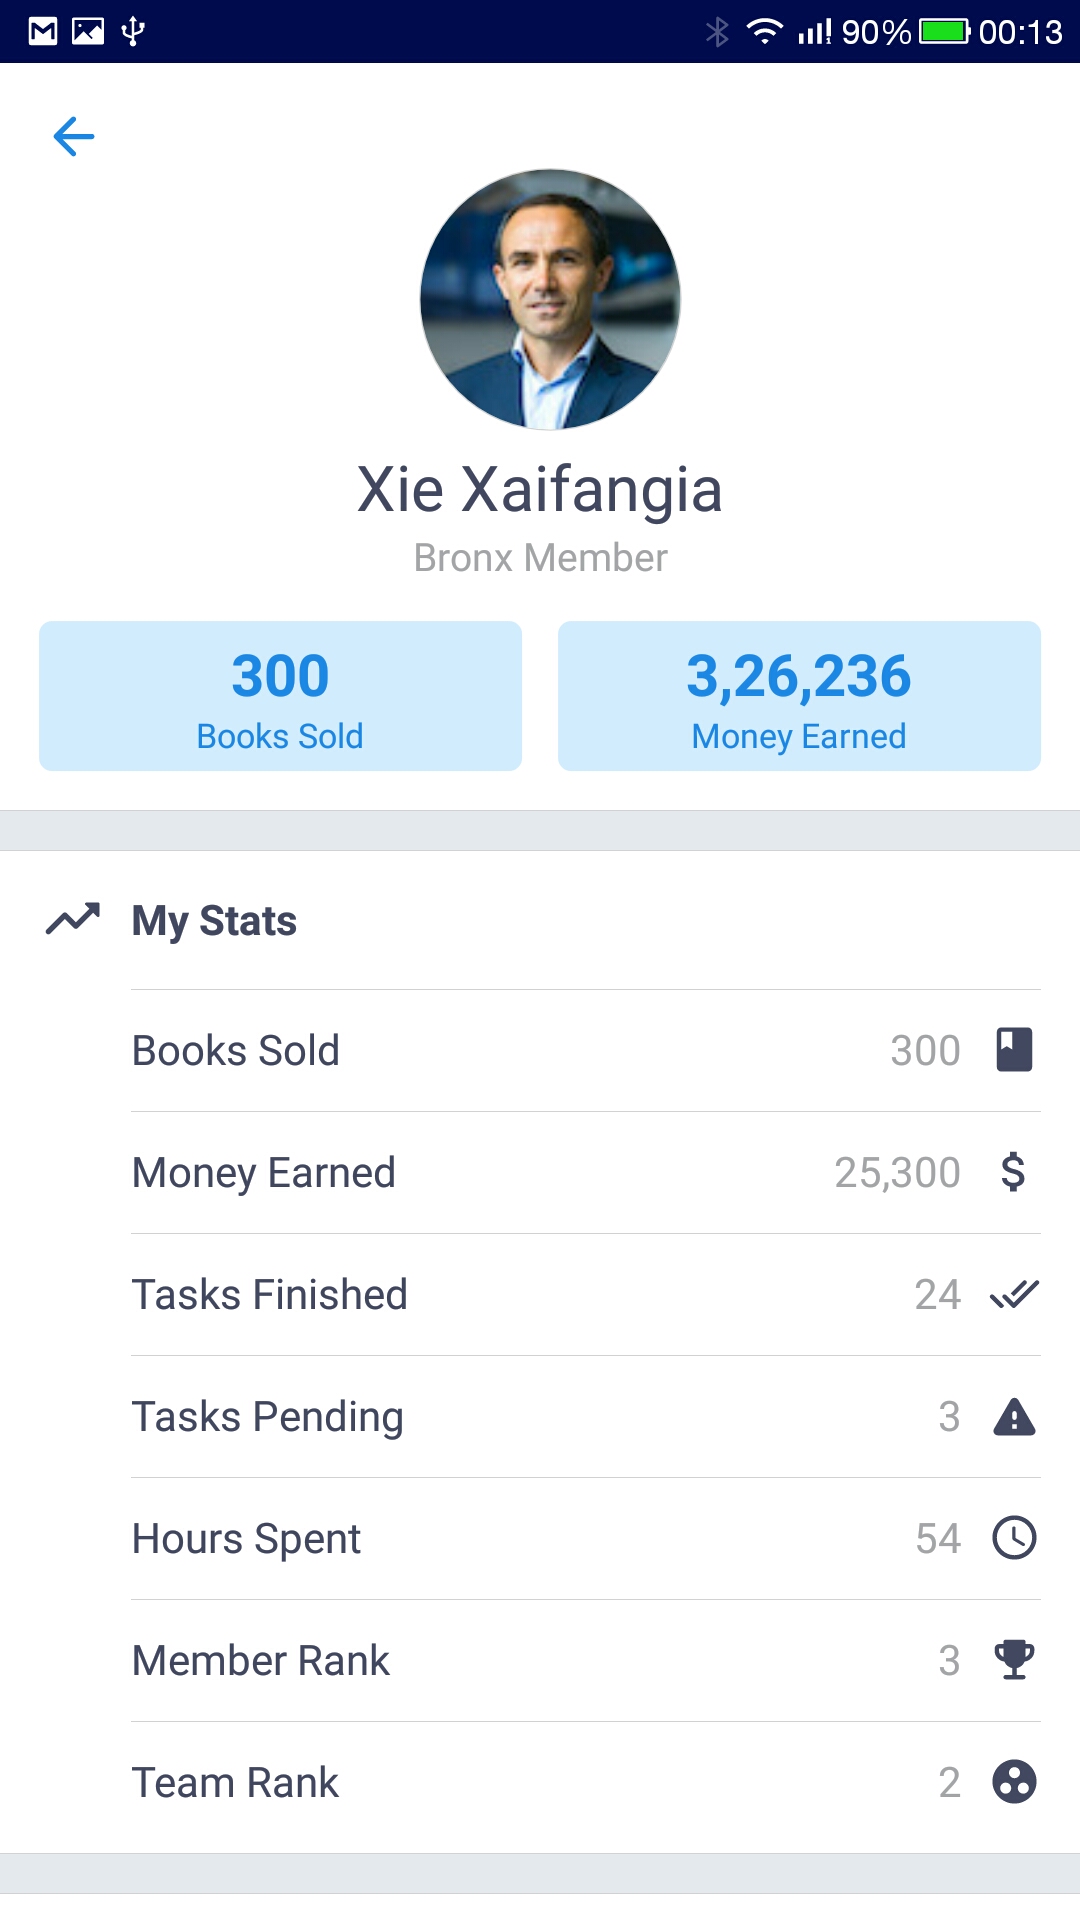 90% 00:13
Xie Xaifangia
Bronx Member
300 3,26,236
Books Sold Money Earned
My Stats
Books Sold 300
Money Earned 25,300
Tasks Finished 24
Tasks Pending 3
Hours Spent 54
Member Rank 3
Team Rank 2